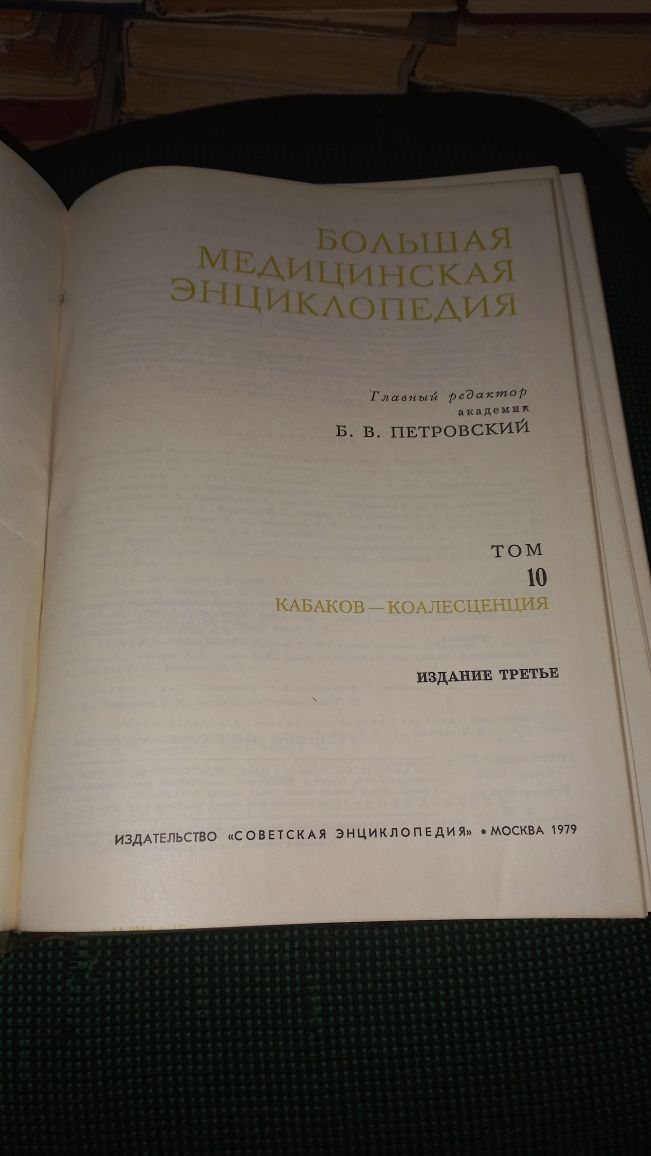 БОЛЬШАЯ
МЕДИЦИНСКАЯ
ЭНЦИКЛОПЕДИЯ
Главный редактор
академик
Б. В. ПЕТРОВСКИЙ
ТОМ
10
КАБАКОВ — КОАЛЕСЦЕНЦИЯ
ИЗДАНИЕ ТРЕТЬЕ
ИЗДАТЕЛЬСТВО «СОВЕТСКАЯ ЭНЦИКЛОПЕДИЯ» • МОСКВА 1979